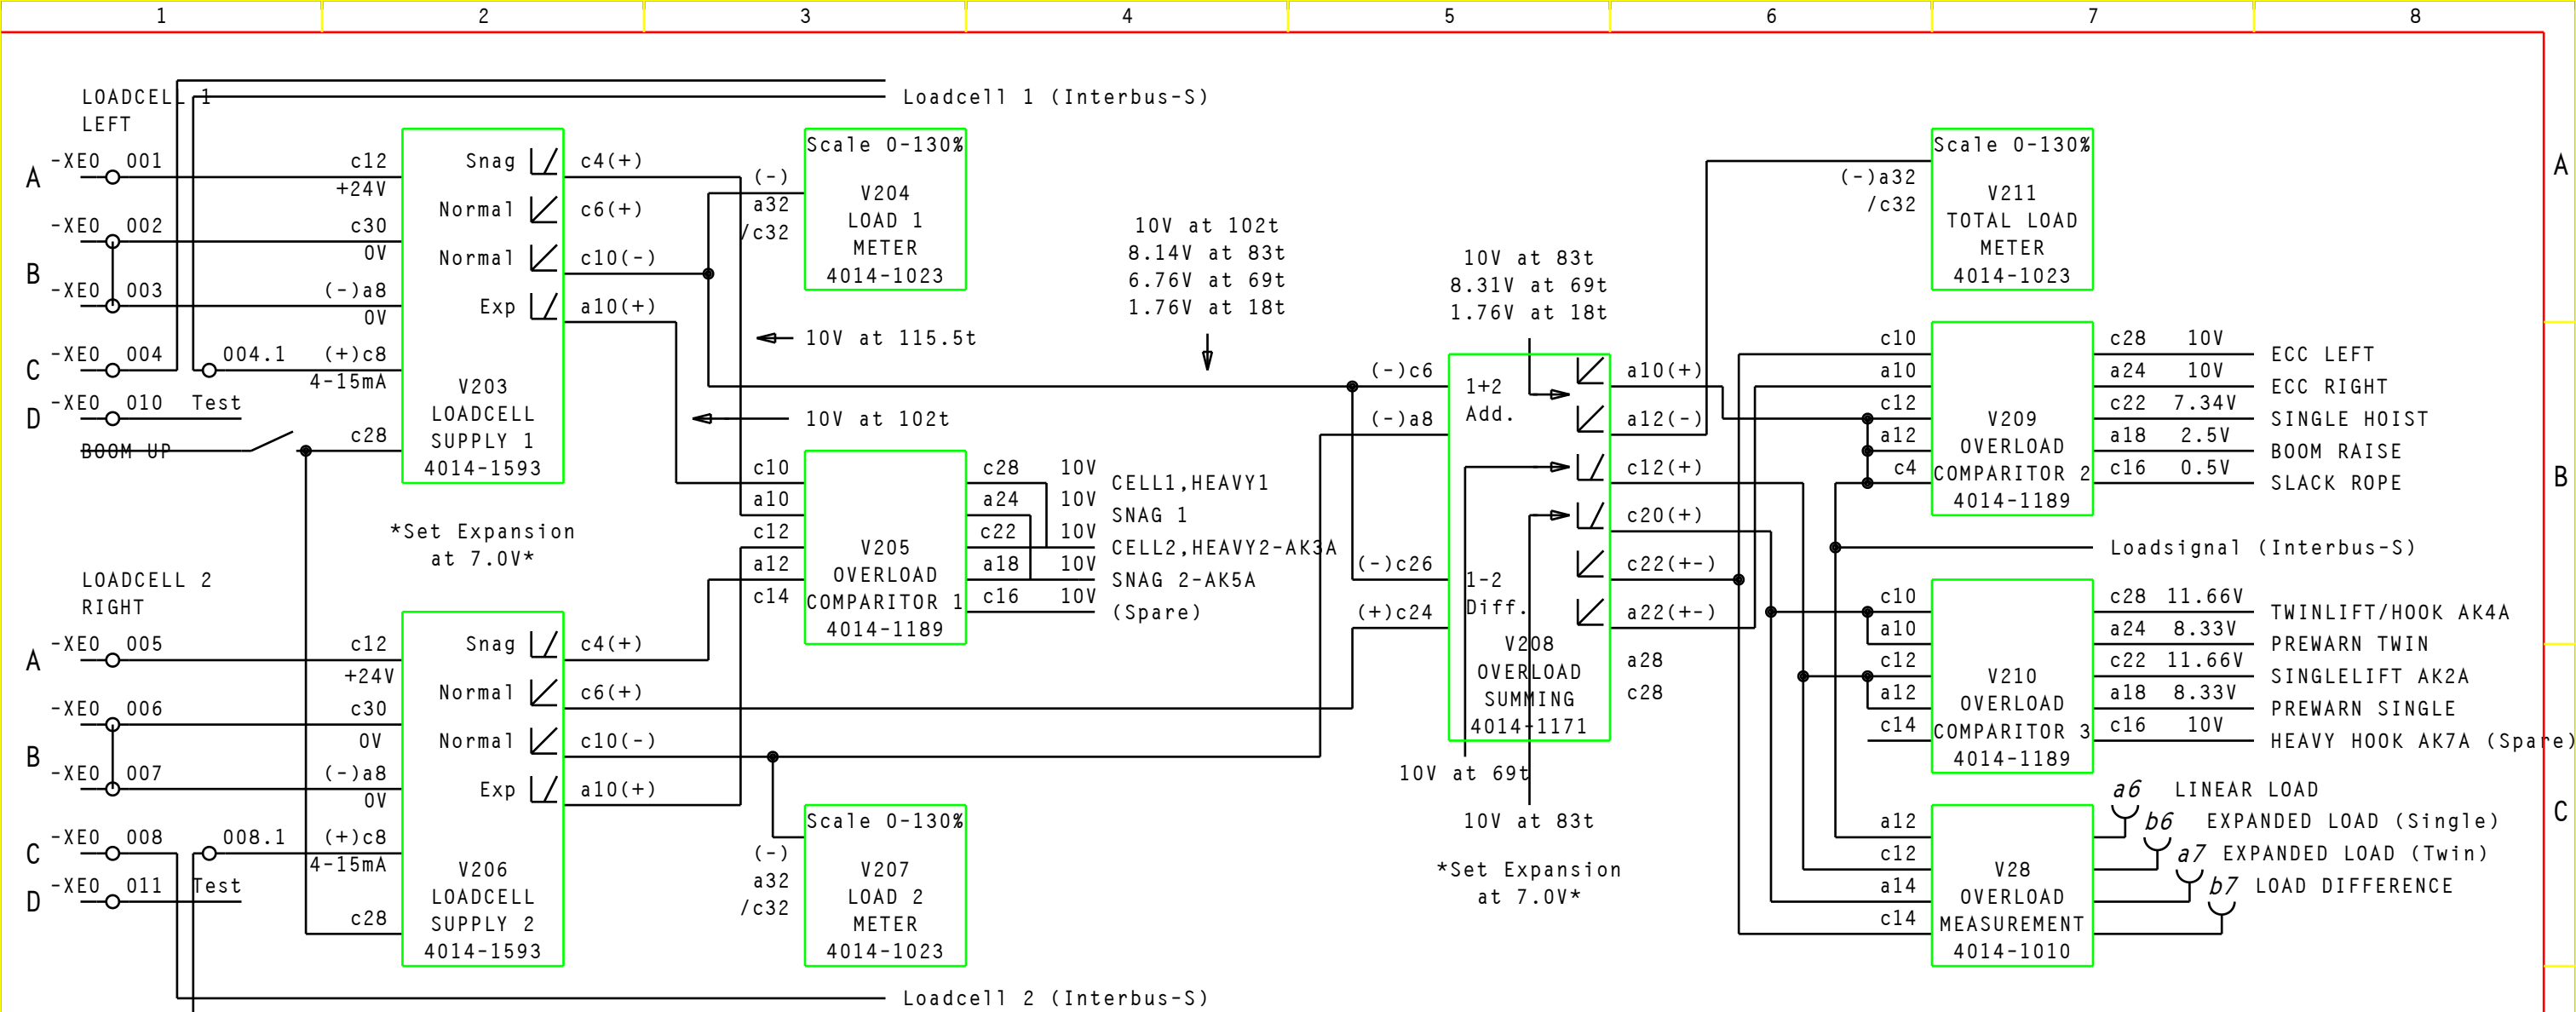 1 2 3 4 5 6 7 8
LOADCELL 1
LEFT
Loadcell 1 (Interbus-S)
A
-XE0 001
c12
+24V
-XE0 002
c30
0V
B
-XE0 003
(-)a8
0V
C
-XE0 004
004.1
(+)c8
4-15mA
D
-XE0 010 Test
BOOM UP
c28
Snag
Normal
Normal
Exp
V203
LOADCELL
SUPPLY 1
4014-1593
c4(+)
c6(+)
c10(-)
a10(+)
*Set Expansion
at 7.0V*
(-)
a32
/c32
Scale 0-130%
V204
LOAD 1
METER
4014-1023
10V at 115.5t
10V at 102t
10V at 102t
8.14V at 83t
6.76V at 69t
1.76V at 18t
c10
a10
c12
a12
c14
V205
OVERLOAD
COMPARITOR 1
4014-1189
c28 10V
CELL1,HEAVY1
a24 10V
SNAG 1
c22 10V
CELL2,HEAVY2-AK3A
a18 10V
SNAG 2-AK5A
c16 10V
(Spare)
LOADCELL 2
RIGHT
A
-XE0 005
c12
+24V
-XE0 006
c30
0V
B
-XE0 007
(-)a8
0V
C
-XE0 008
008.1
(+)c8
4-15mA
D
-XE0 011 Test
c28
Snag
Normal
Normal
Exp
V206
LOADCELL
SUPPLY 2
4014-1593
c4(+)
c6(+)
c10(-)
a10(+)
(-)
a32
/c32
Scale 0-130%
V207
LOAD 2
METER
4014-1023
Loadcell 2 (Interbus-S)
10V at 83t
8.31V at 69t
1.76V at 18t
(-)c6
(-)a8
(-)c26
(+)c24
1+2
Add.
1-2
Diff.
V208
OVERLOAD
SUMMING
4014-1171
a10(+)
a12(-)
c12(+)
c20(+)
c22(+-)
a22(+-)
a28
c28
10V at 69t
10V at 83t
*Set Expansion
at 7.0V*
(-)a32
/c32
Scale 0-130%
V211
TOTAL LOAD
METER
4014-1023
c10
a10
c12
a12
c4
V209
OVERLOAD
COMPARITOR 2
4014-1189
c28 10V
ECC LEFT
a24 10V
ECC RIGHT
c22 7.34V
SINGLE HOIST
a18 2.5V
BOOM RAISE
c16 0.5V
SLACK ROPE
Loadsignal (Interbus-S)
c10
a10
c12
a12
c14
V210
OVERLOAD
COMPARITOR 3
4014-1189
c28 11.66V
TWINLIFT/HOOK AK4A
a24 8.33V
PREWARN TWIN
c22 11.66V
SINGLELIFT AK2A
a18 8.33V
PREWARN SINGLE
c16 10V
HEAVY HOOK AK7A (Spare)
a12
c12
a14
c14
V28
OVERLOAD
MEASUREMENT
4014-1010
a6 LINEAR LOAD
b6 EXPANDED LOAD (Single)
a7 EXPANDED LOAD (Twin)
b7 LOAD DIFFERENCE
A
B
C